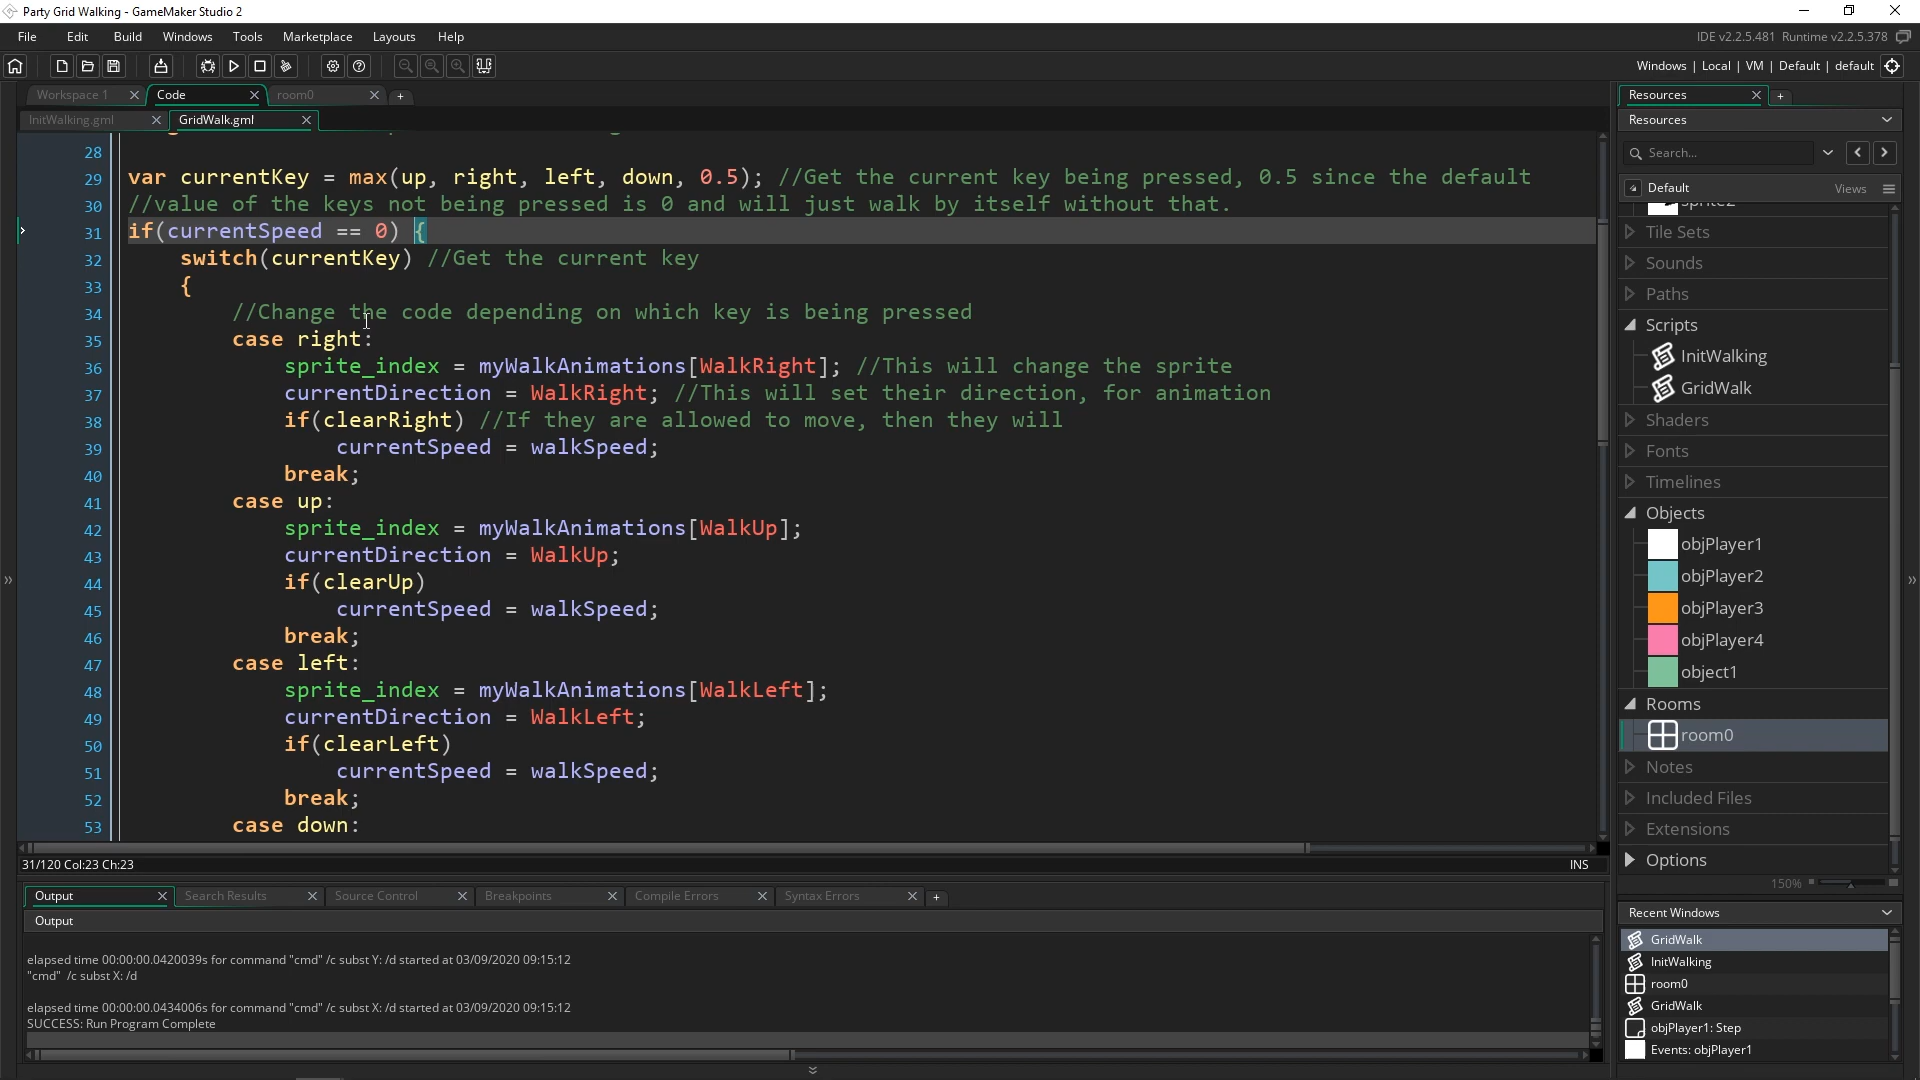 Party Grid Walking - GameMaker Studio 2
File Edit Build Windows Tools Marketplace Layouts Help
IDE v2.2.5.481 Runtime v2.2.5.378
Windows | Local | VM | Default | default
Workspace 1
Code
room0
InitWalking.gml
GridWalk.gml
28
29 var currentKey = max(up, right, left, down, 0.5); //Get the current key being pressed, 0.5 since the default
30 //value of the keys not being pressed is 0 and will just walk by itself without that.
31 if(currentSpeed == 0) {
32 switch(currentKey) //Get the current key
33 {
34 //Change the code depending on which key is being pressed
35 case right:
36 sprite_index = myWalkAnimations[WalkRight]; //This will change the sprite
37 currentDirection = WalkRight; //This will set their direction, for animation
38 if(clearRight) //If they are allowed to move, then they will
39 currentSpeed = walkSpeed;
40 break;
41 case up:
42 sprite_index = myWalkAnimations[WalkUp];
43 currentDirection = WalkUp;
44 if(clearUp)
45 currentSpeed = walkSpeed;
46 break;
47 case left:
48 sprite_index = myWalkAnimations[WalkLeft];
49 currentDirection = WalkLeft;
50 if(clearLeft)
51 currentSpeed = walkSpeed;
52 break;
53 case down:
31/120 Col:23 Ch:23
INS
Output
Search Results
Source Control
Breakpoints
Compile Errors
Syntax Errors
Output
elapsed time 00:00:00.0420039s for command "cmd" /c subst Y: /d started at 03/09/2020 09:15:12
"cmd" /c subst X: /d
elapsed time 00:00:00.0434006s for command "cmd" /c subst X: /d started at 03/09/2020 09:15:12
SUCCESS: Run Program Complete
Resources
Resources
Search...
Default
Views
sprite2
Tile Sets
Sounds
Paths
Scripts
InitWalking
GridWalk
Shaders
Fonts
Timelines
Objects
objPlayer1
objPlayer2
objPlayer3
objPlayer4
object1
Rooms
room0
Notes
Included Files
Extensions
Options
150%
Recent Windows
GridWalk
InitWalking
room0
GridWalk
objPlayer1: Step
Events: objPlayer1